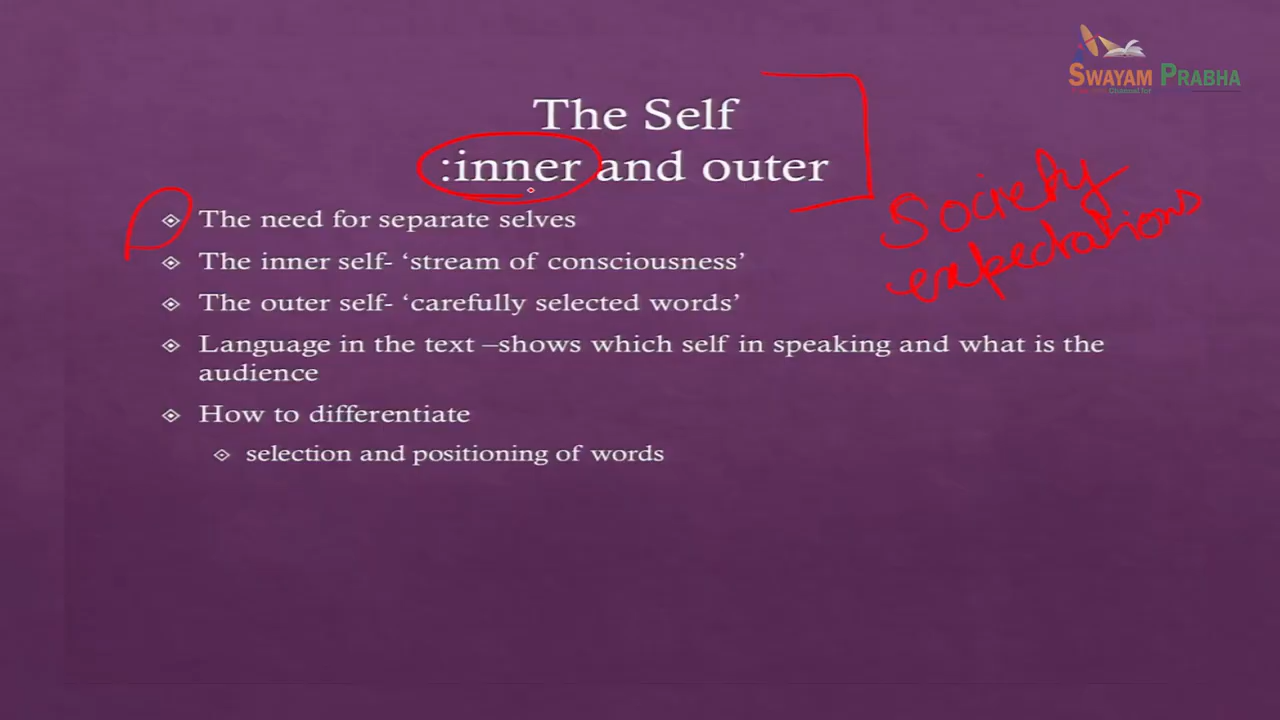 SWAYAM PRABHA
The Self
:inner and outer
Society
expectations
The need for separate selves
The inner self- ‘stream of consciousness’
The outer self- ‘carefully selected words’
Language in the text –shows which self in speaking and what is the
audience
How to differentiate
selection and positioning of words